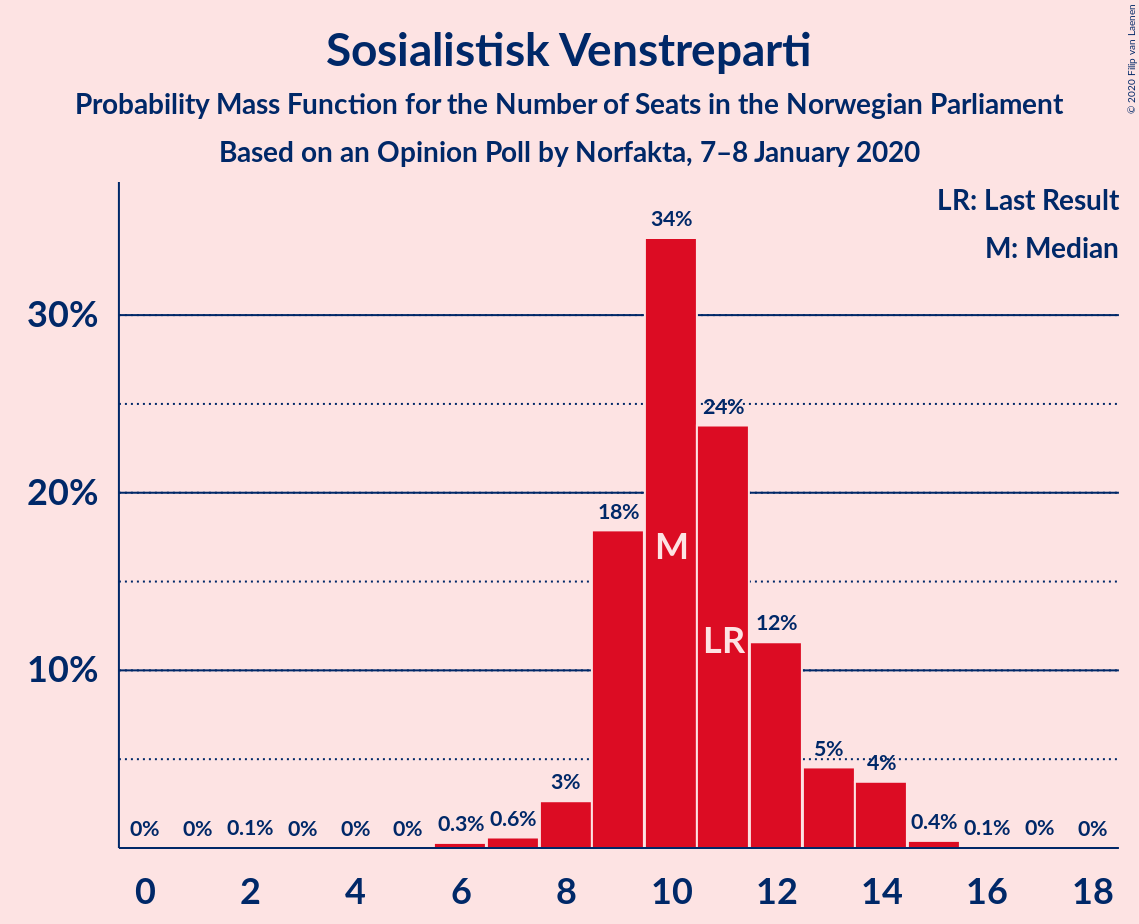 Sosialistisk Venstreparti
Probability Mass Function for the Number of Seats in the Norwegian Parliament
Based on an Opinion Poll by Norfakta, 7–8 January 2020
© 2020 Filip van Laenen
LR: Last Result
M: Median
34%
30%
24%
20%
18%
M
12%
LR
10%
5%
4%
3%
0% 0% 0.1% 0% 0% 0% 0.3% 0.6% 0.4% 0.1% 0% 0%
0 2 4 6 8 10 12 14 16 18